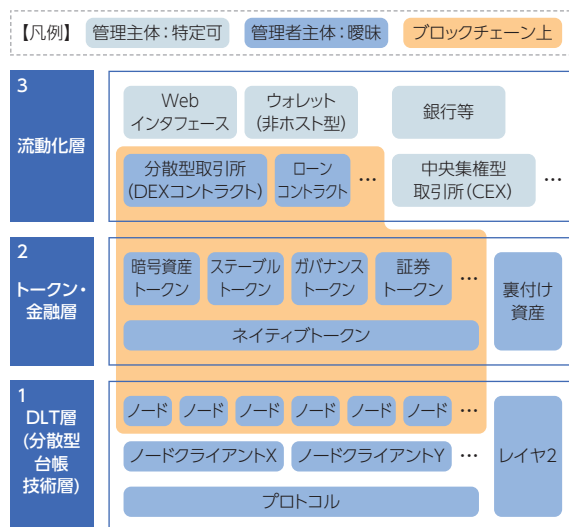 【凡例】 管理主体：特定可 管理者主体：曖昧 ブロックチェーン上
3
流動化層
Web
インタフェース
ウォレット
(非ホスト型)
銀行等
分散型取引所
(DEXコントラクト)
ローン
コントラクト
…
中央集権型
取引所(CEX)
…
2
トークン・
金融層
暗号資産
トークン
ステーブル
トークン
ガバナンス
トークン
証券
トークン
…
裏付け
資産
ネイティブトークン
1
DLT層
(分散型
台帳
技術層)
ノード ノード ノード ノード ノード ノード …
ノードクライアントX ノードクライアントY …
レイヤ2
プロトコル